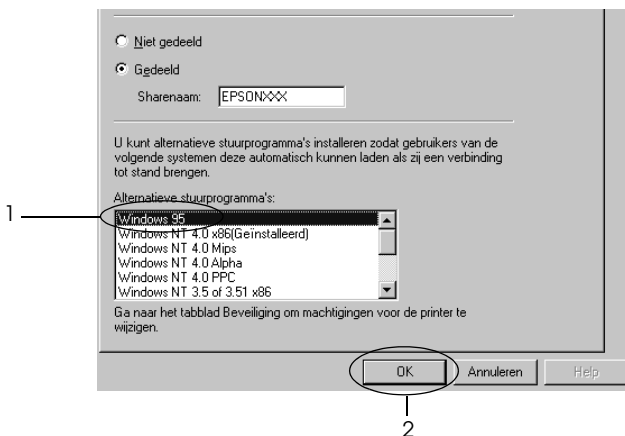 Niet gedeeld
Gedeeld
Sharenaam: EPSONXXX
U kunt alternatieve stuurprogramma's installeren zodat gebruikers van de
volgende systemen deze automatisch kunnen laden als zij een verbinding
tot stand brengen.
Alternatieve stuurprogramma's:
1
Windows 95
Windows NT 4.0 x86(Geïnstalleerd)
Windows NT 4.0 Mips
Windows NT 4.0 Alpha
Windows NT 4.0 PPC
Windows NT 3.5 of 3.51 x86
Ga naar het tabblad Beveiliging om machtigingen voor de printer te
wijzigen.
OK Annuleren Help
2